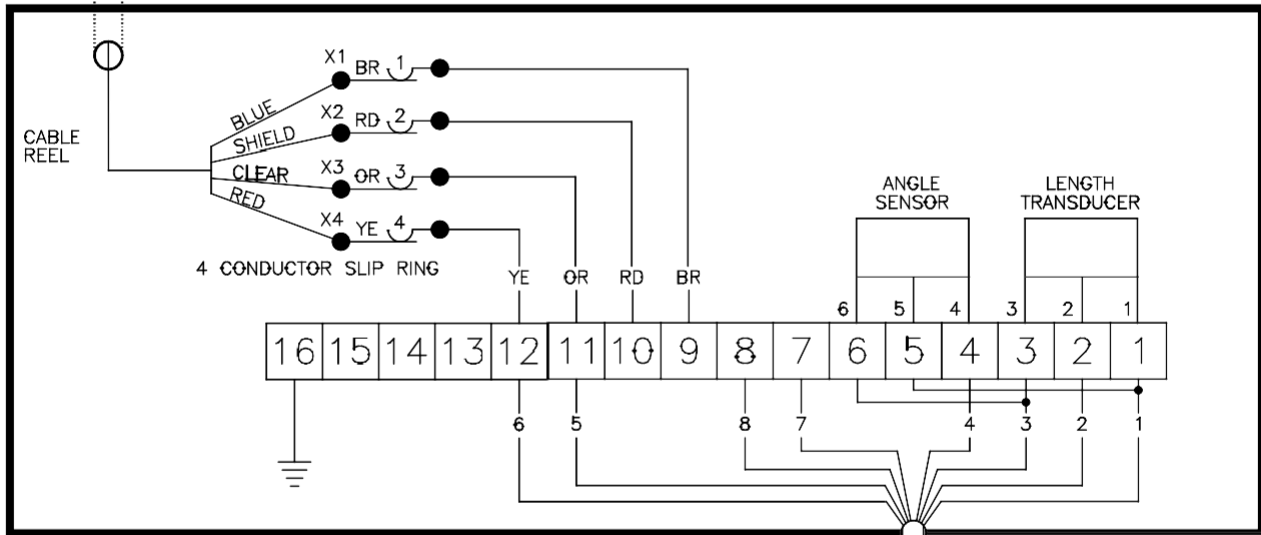 X1 BR 1
BLUE
X2 RD 2
SHIELD
CABLE
REEL
CLEAR
X3 OR 3
RED
X4 YE 4
4 CONDUCTOR SLIP RING
ANGLE
SENSOR
LENGTH
TRANSDUCER
YE OR RD BR
6 5 4 3 2 1
16 15 14 13 12 11 10 9 8 7 6 5 4 3 2 1
6 5 8 7 4 3 2 1